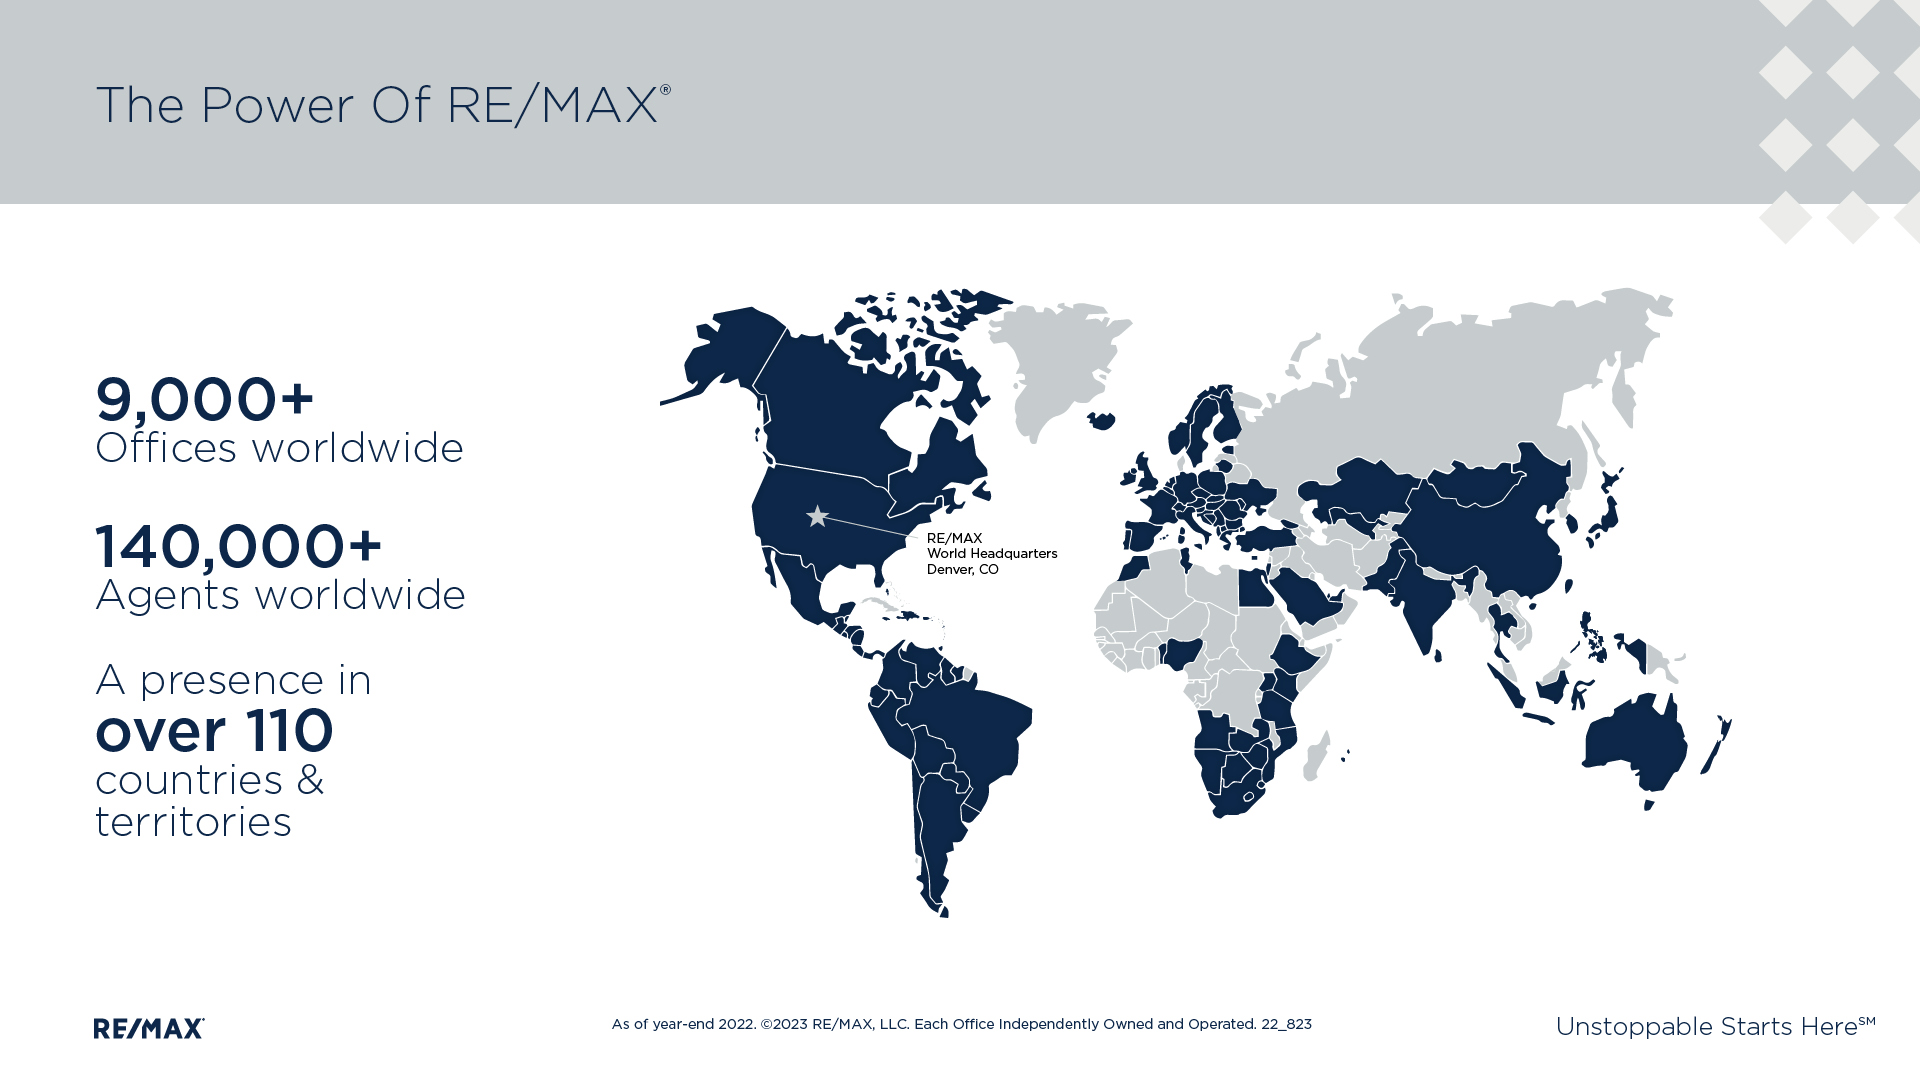 The Power Of RE/MAX®
9,000+
Offices worldwide
140,000+
Agents worldwide
A presence in
over 110
countries &
territories
RE/MAX
World Headquarters
Denver, CO
RE/MAX
As of year-end 2022. ©2023 RE/MAX, LLC. Each Office Independently Owned and Operated. 22_823
Unstoppable Starts Here℠